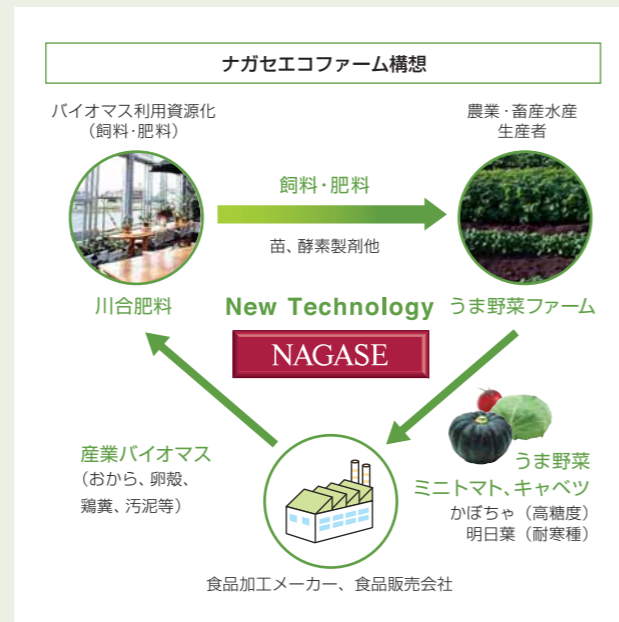 ナガセエコファーム構想
バイオマス利用資源化
（飼料・肥料）
農業・畜産水産
生産者
飼料・肥料
苗、酵素製剤他
川合肥料
New Technology
うま野菜ファーム
NAGASE
産業バイオマス
（おから、卵殻、
鶏糞、汚泥等）
うま野菜
ミニトマト、キャベツ
かぼちゃ（高糖度）
明日葉（耐寒種）
食品加工メーカー、食品販売会社